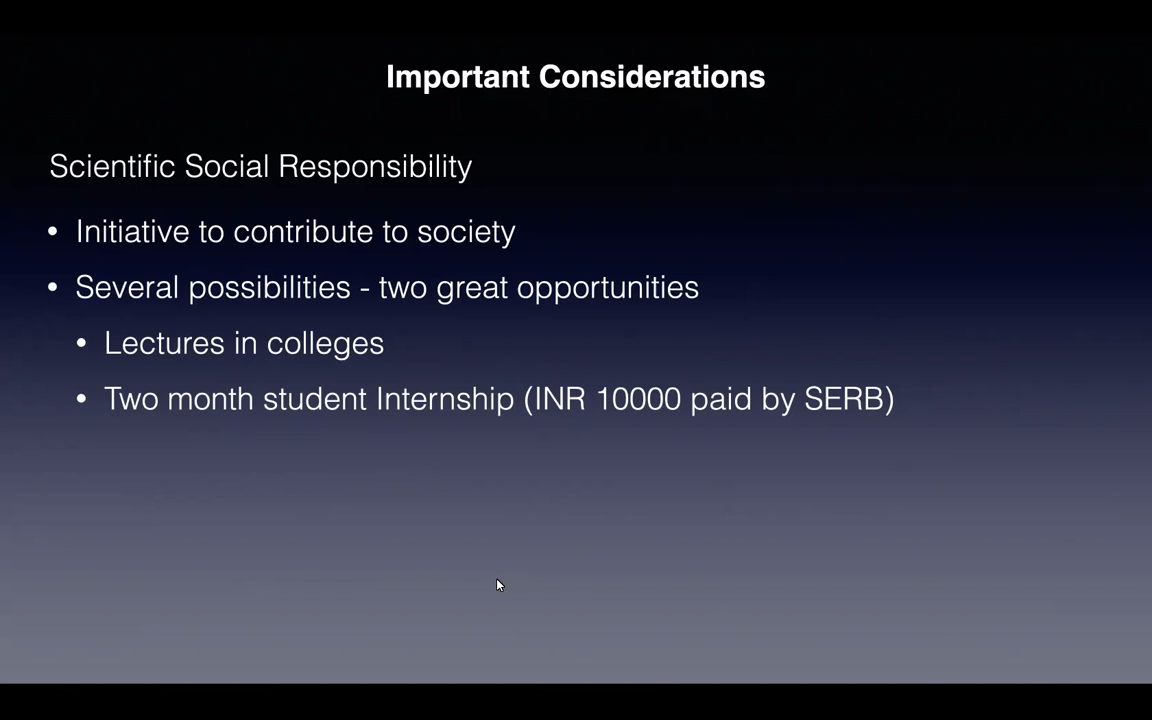 Important Considerations
Scientific Social Responsibility
• Initiative to contribute to society
• Several possibilities - two great opportunities
• Lectures in colleges
• Two month student Internship (INR 10000 paid by SERB)